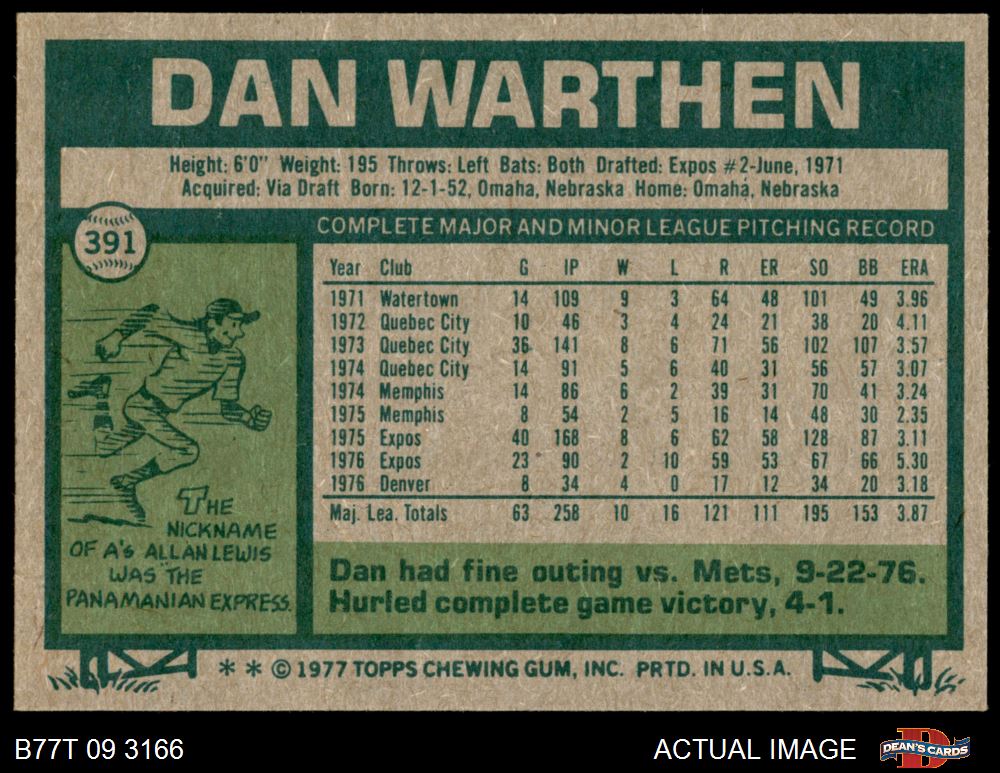 DAN WARTHEN
Height: 6'0" Weight: 195 Throws: Left Bats: Both Drafted: Expos #2-June, 1971
Acquired: Via Draft Born: 12-1-52, Omaha, Nebraska Home: Omaha, Nebraska
391
COMPLETE MAJOR AND MINOR LEAGUE PITCHING RECORD
Year Club G IP W L R ER SO BB ERA
1971 Watertown 14 109 9 3 64 48 101 49 3.96
1972 Quebec City 10 46 3 4 24 21 38 20 4.11
1973 Quebec City 36 141 8 6 71 56 102 107 3.57
1974 Quebec City 14 91 5 6 40 31 56 57 3.07
1974 Memphis 14 86 6 2 39 31 70 41 3.24
1975 Memphis 8 54 2 5 16 14 48 30 2.35
1975 Expos 40 168 8 6 62 58 128 87 3.11
1976 Expos 23 90 2 10 59 53 67 66 5.30
1976 Denver 8 34 4 0 17 12 34 20 3.18
Maj. Lea. Totals 63 258 10 16 121 111 195 153 3.87
THE
NICKNAME
OF A's ALLAN LEWIS
WAS "THE
PANAMANIAN EXPRESS.
Dan had fine outing vs. Mets, 9-22-76.
Hurled complete game victory, 4-1.
* * © 1977 TOPPS CHEWING GUM, INC. PRTD. IN U.S.A.
B77T 09 3166 ACTUAL IMAGE
DEAN'S CARDS